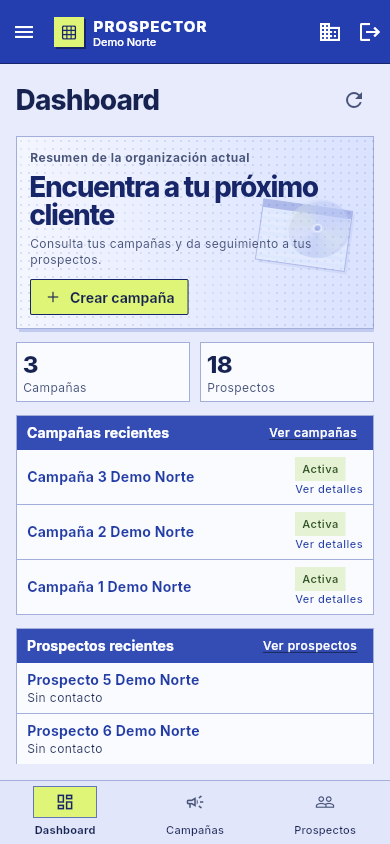 PROSPECTOR
Demo Norte
Dashboard
Resumen de la organización actual
Encuentra a tu próximo
cliente
Consulta tus campañas y da seguimiento a tus
prospectos.
Crear campaña
3
Campañas
18
Prospectos
Campañas recientes
Ver campañas
Campaña 3 Demo Norte
Activa
Ver detalles
Campaña 2 Demo Norte
Activa
Ver detalles
Campaña 1 Demo Norte
Activa
Ver detalles
Prospectos recientes
Ver prospectos
Prospecto 5 Demo Norte
Sin contacto
Prospecto 6 Demo Norte
Sin contacto
Dashboard
Campañas
Prospectos